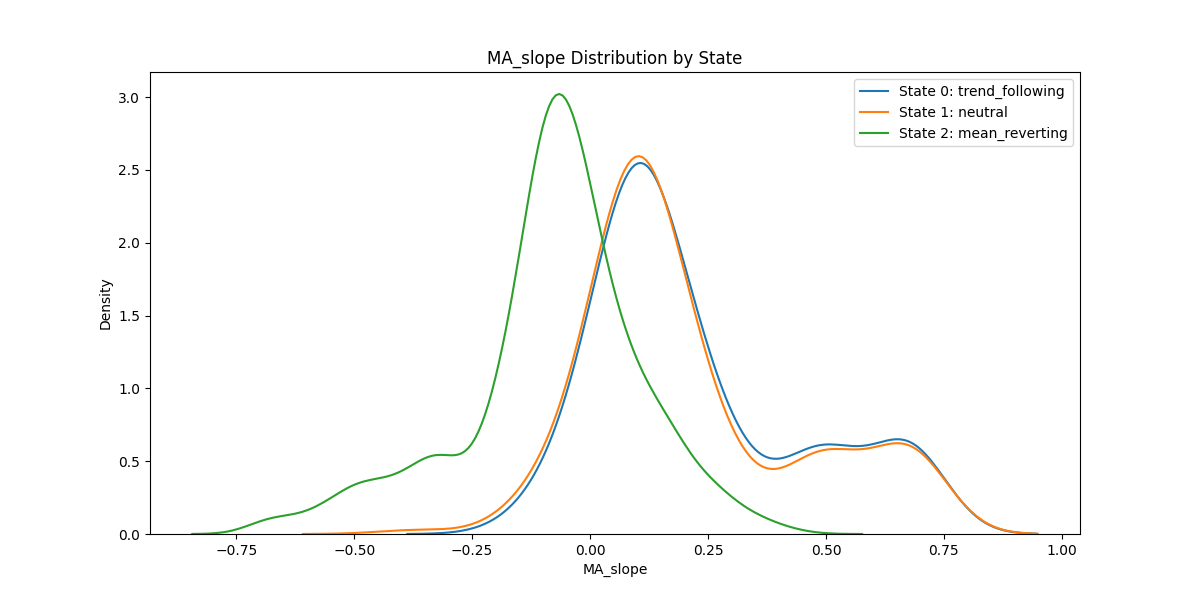 MA_slope Distribution by State
State 0: trend_following
State 1: neutral
State 2: mean_reverting
3.0
2.5
2.0
1.5
1.0
0.5
0.0
Density
−0.75 −0.50 −0.25 0.00 0.25 0.50 0.75 1.00
MA_slope